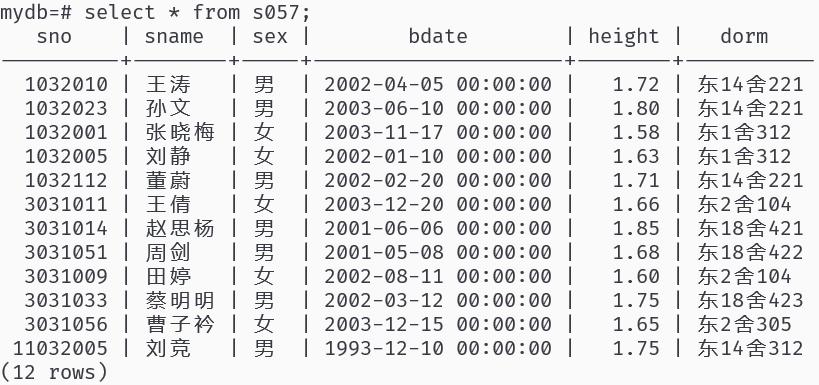 mydb=# select * from s057;
sno | sname | sex | bdate | height | dorm
----------+--------+-----+---------------------+--------+-----------
1032010 | 王涛 | 男 | 2002-04-05 00:00:00 | 1.72 | 东14舍221
1032023 | 孙文 | 男 | 2003-06-10 00:00:00 | 1.80 | 东14舍221
1032001 | 张晓梅 | 女 | 2003-11-17 00:00:00 | 1.58 | 东1舍312
1032005 | 刘静 | 女 | 2002-01-10 00:00:00 | 1.63 | 东1舍312
1032112 | 董蔚 | 男 | 2002-02-20 00:00:00 | 1.71 | 东14舍221
3031011 | 王倩 | 女 | 2003-12-20 00:00:00 | 1.66 | 东2舍104
3031014 | 赵思杨 | 男 | 2001-06-06 00:00:00 | 1.85 | 东18舍421
3031051 | 周剑 | 男 | 2001-05-08 00:00:00 | 1.68 | 东18舍422
3031009 | 田婷 | 女 | 2002-08-11 00:00:00 | 1.60 | 东2舍104
3031033 | 蔡明明 | 男 | 2002-03-12 00:00:00 | 1.75 | 东18舍423
3031056 | 曹子衿 | 女 | 2003-12-15 00:00:00 | 1.65 | 东2舍305
11032005 | 刘竞 | 男 | 1993-12-10 00:00:00 | 1.75 | 东14舍312
(12 rows)